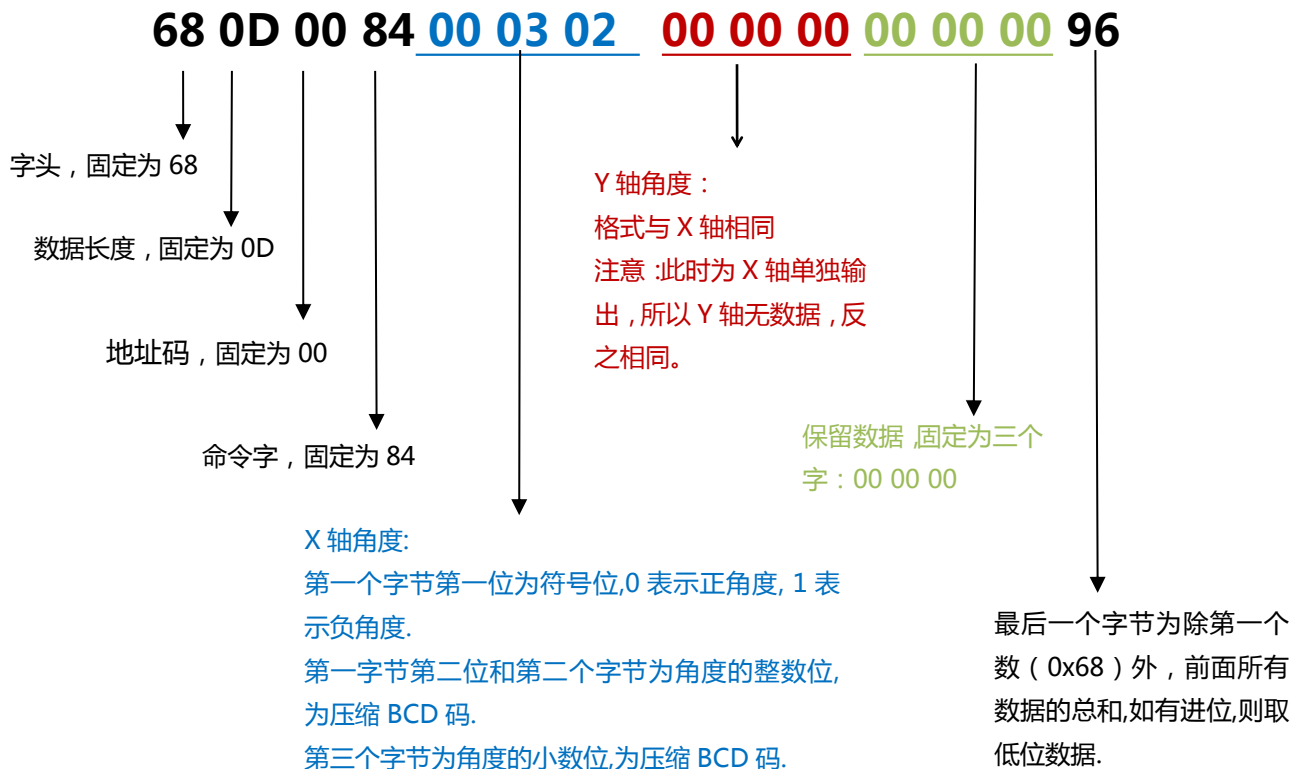 68 0D 00 84 00 03 02 00 00 00 00 00 00 96
字头，固定为 68
数据长度，固定为 0D
地址码，固定为 00
命令字，固定为 84
X 轴角度:
第一个字节第一位为符号位,0 表示正角度, 1 表
示负角度.
第一字节第二位和第二个字节为角度的整数位,
为压缩 BCD 码.
第三个字节为角度的小数位,为压缩 BCD 码.
Y 轴角度：
格式与 X 轴相同
注意：此时为 X 轴单独输
出，所以 Y 轴无数据，反
之相同。
保留数据，固定为三个
字：00 00 00
最后一个字节为除第一个
数（0x68）外，前面所有
数据的总和,如有进位,则取
低位数据.